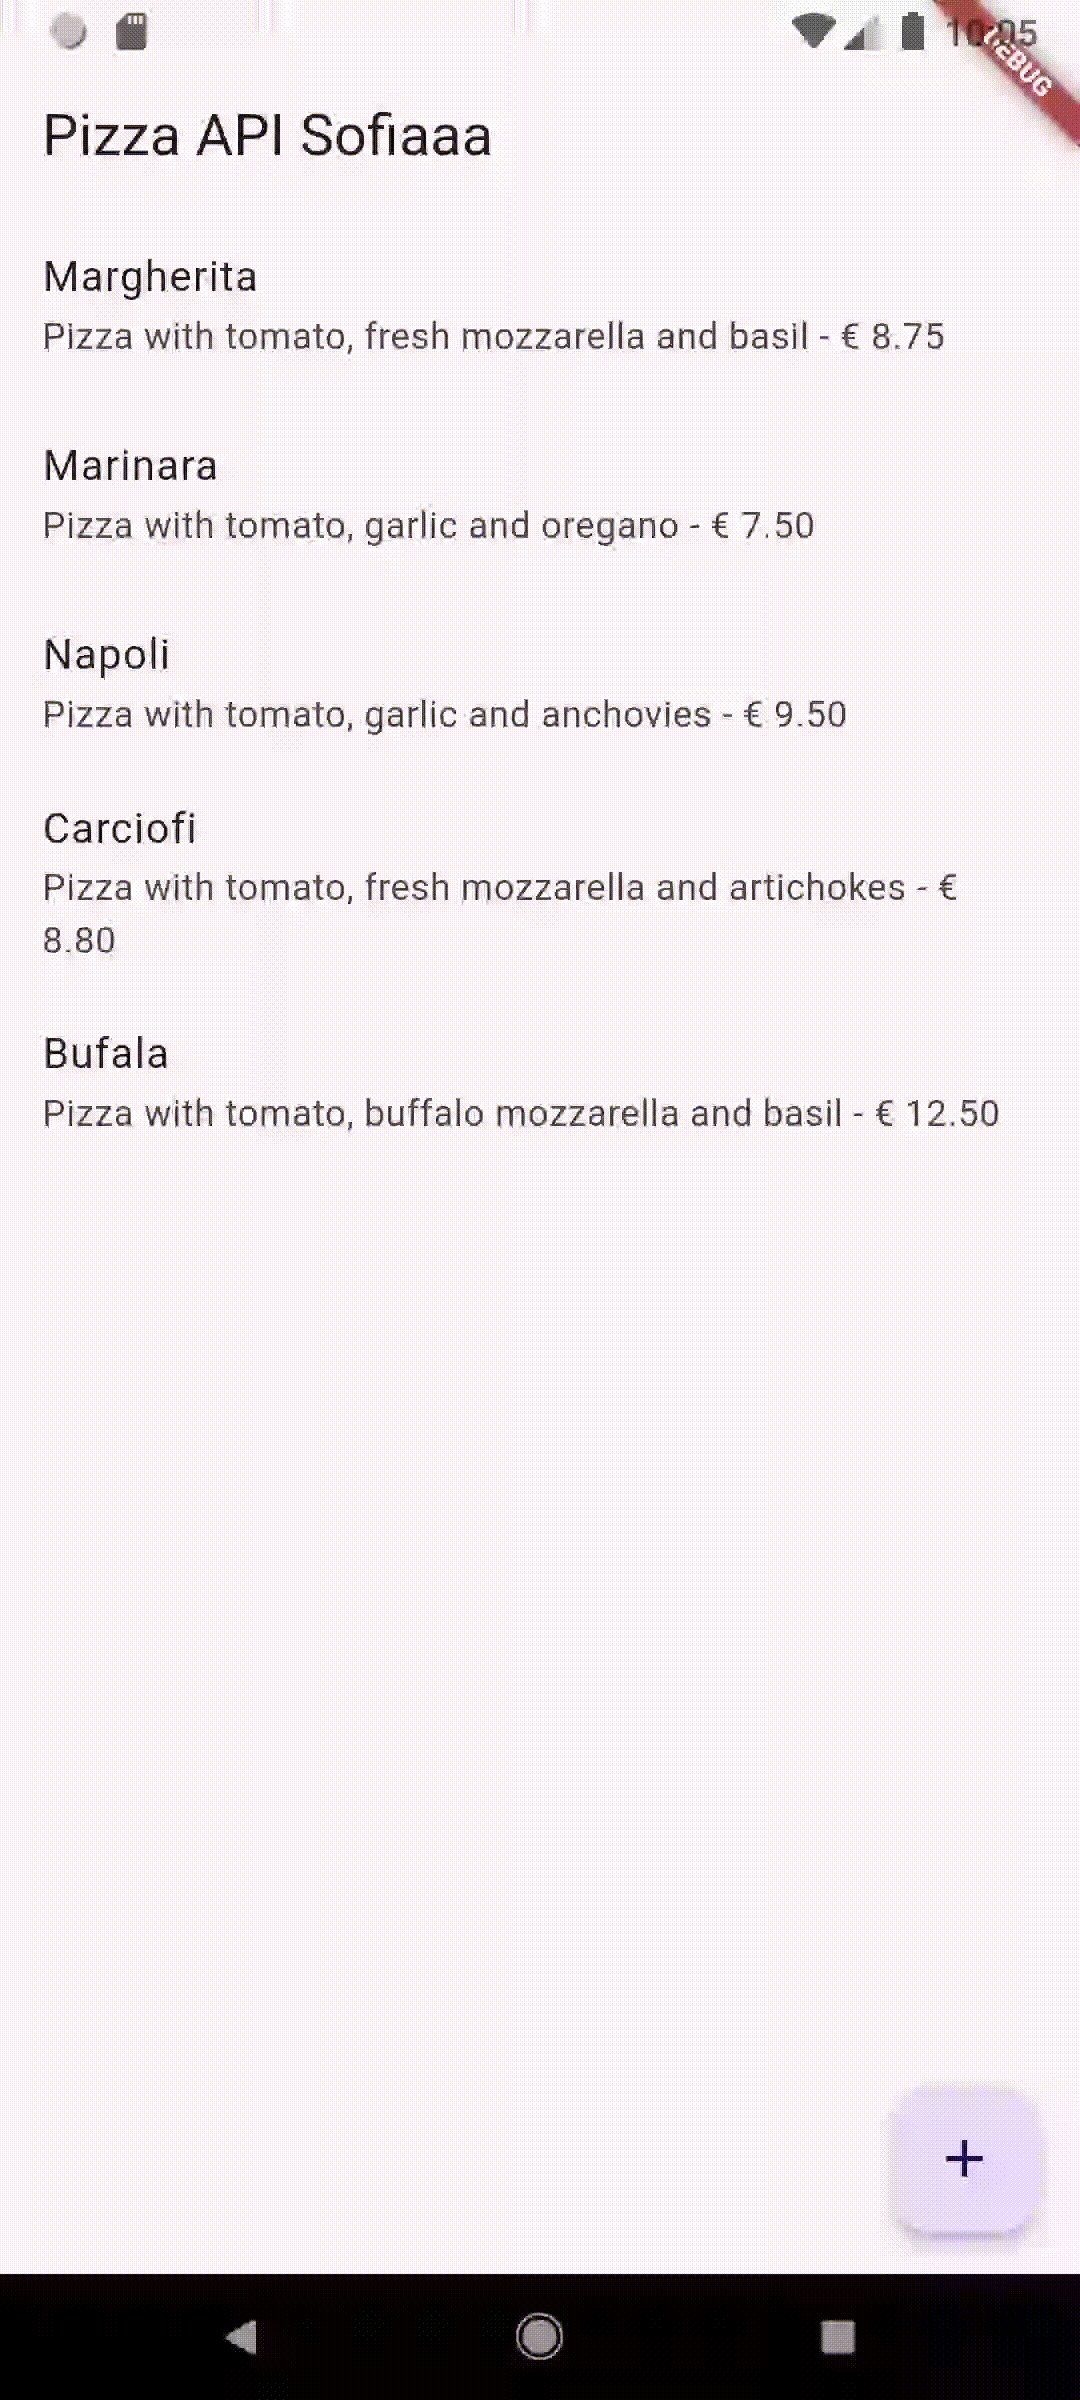 10:05
DEBUG
Pizza API Sofiaaa
Margherita
Pizza with tomato, fresh mozzarella and basil - € 8.75
Marinara
Pizza with tomato, garlic and oregano - € 7.50
Napoli
Pizza with tomato, garlic and anchovies - € 9.50
Carciofi
Pizza with tomato, fresh mozzarella and artichokes - €
8.80
Bufala
Pizza with tomato, buffalo mozzarella and basil - € 12.50
+